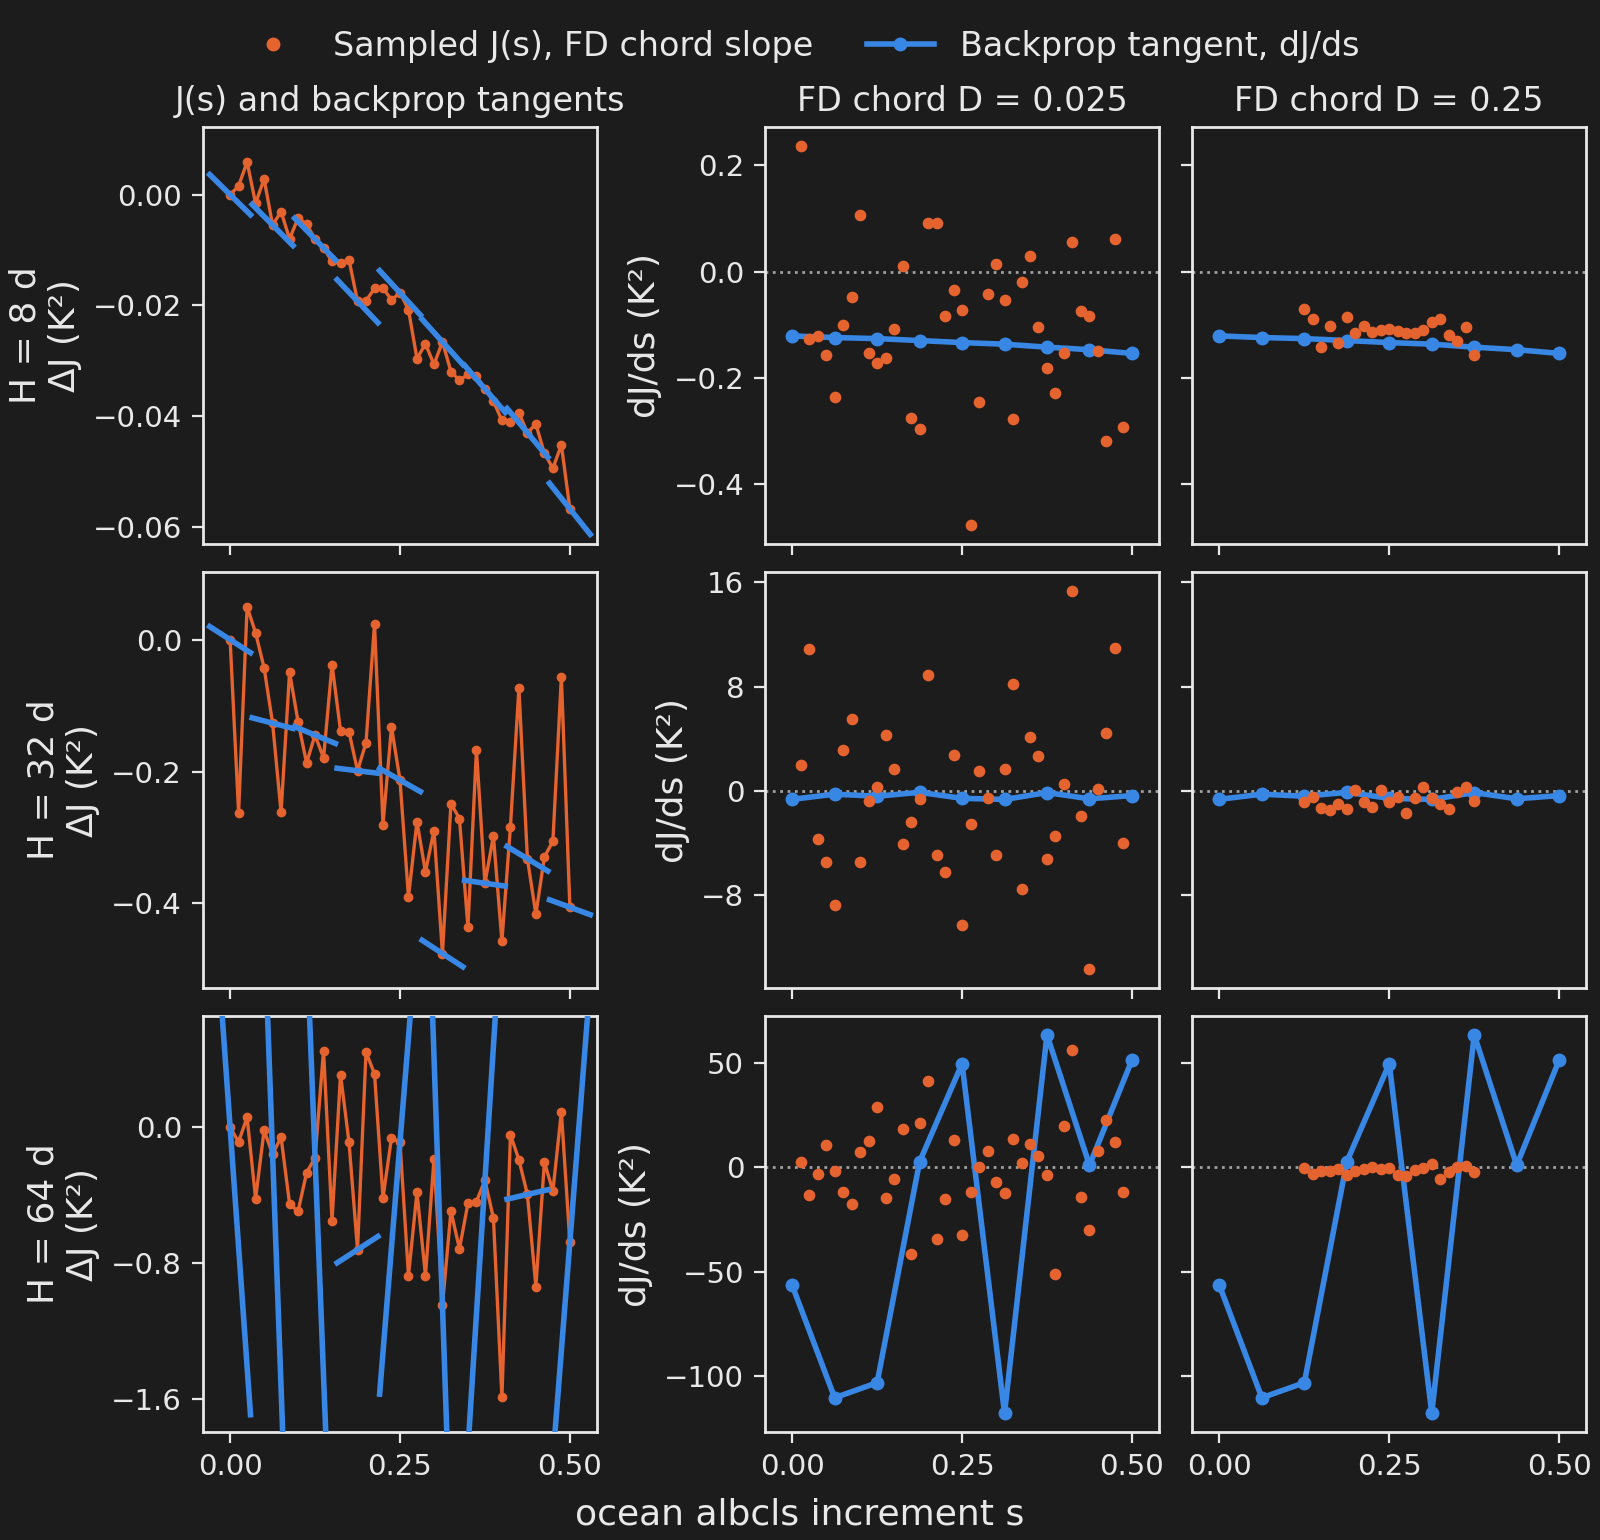 Sampled J(s), FD chord slope
Backprop tangent, dJ/ds
J(s) and backprop tangents
FD chord D = 0.025
FD chord D = 0.25
H = 8 d
ΔJ (K²)
0.00
−0.02
−0.04
−0.06
dJ/ds (K²)
0.2
0.0
−0.2
−0.4
H = 32 d
ΔJ (K²)
0.0
−0.2
−0.4
dJ/ds (K²)
16
8
0
−8
H = 64 d
ΔJ (K²)
0.0
−0.8
−1.6
dJ/ds (K²)
50
0
−50
−100
0.00 0.25 0.50
0.00 0.25 0.50
0.00 0.25 0.50
ocean albcls increment s